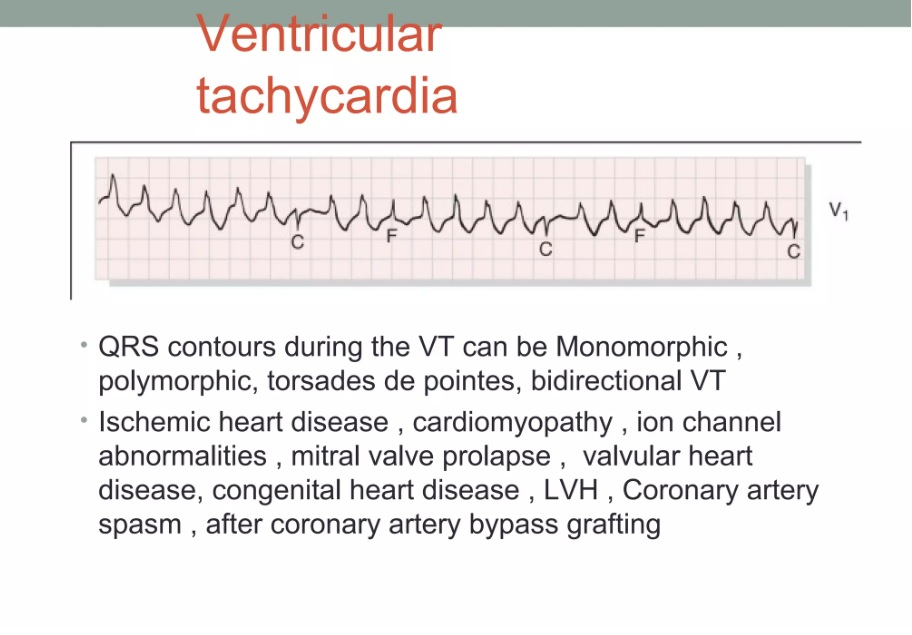 Ventricular
tachycardia
V1
C
F
C
F
C
• QRS contours during the VT can be Monomorphic ,
polymorphic, torsades de pointes, bidirectional VT
• Ischemic heart disease , cardiomyopathy , ion channel
abnormalities , mitral valve prolapse , valvular heart
disease, congenital heart disease , LVH , Coronary artery
spasm , after coronary artery bypass grafting